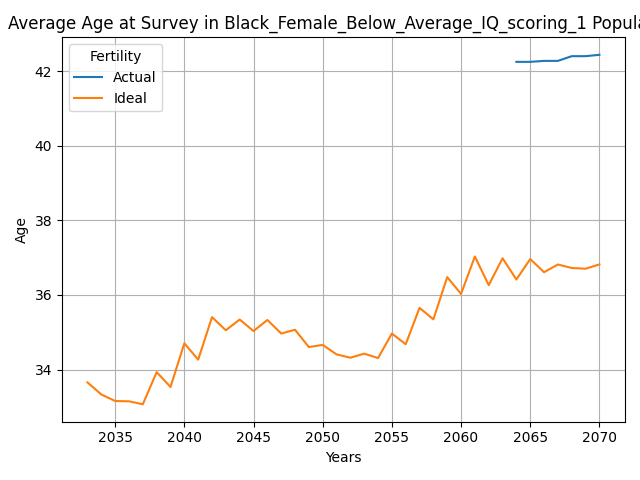 Average Age at Survey in Black_Female_Below_Average_IQ_scoring_1
Fertility
Actual
Ideal
42
40
38
36
34
Age
2035 2040 2045 2050 2055 2060 2065 2070
Years